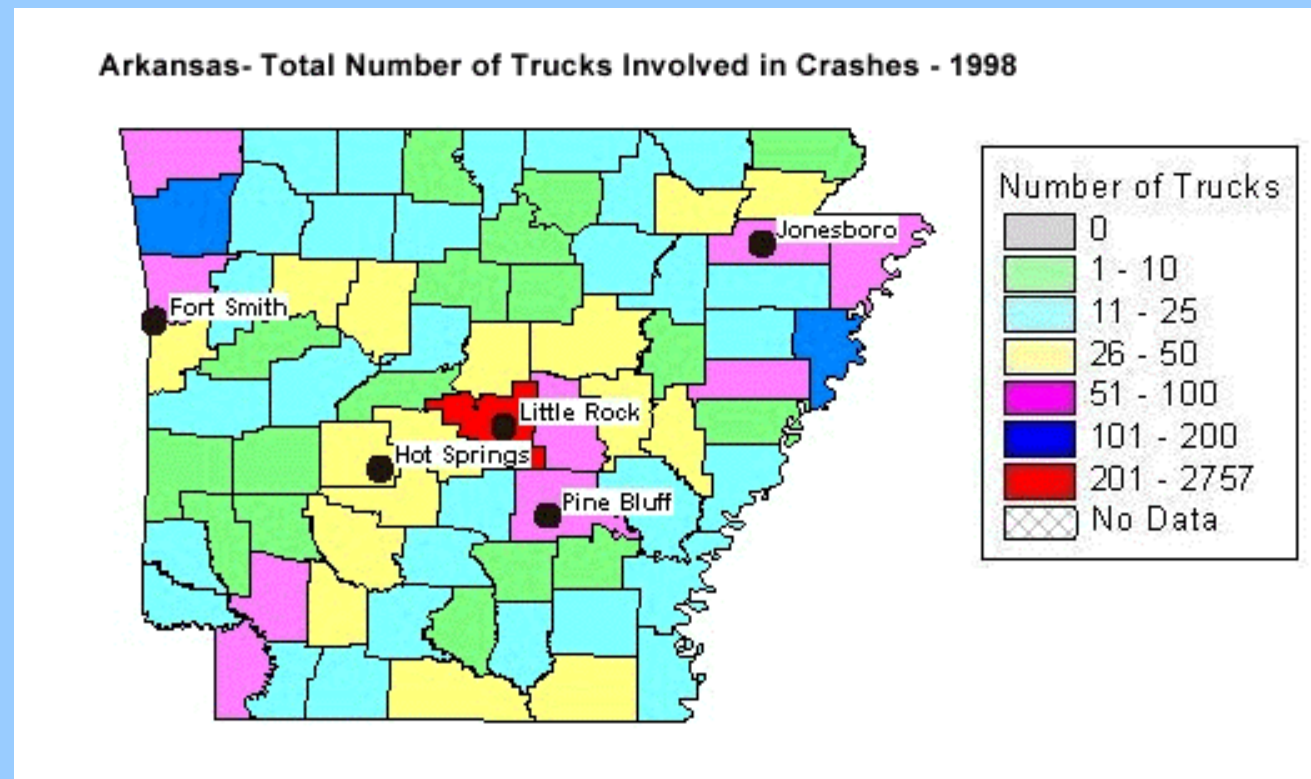 Arkansas- Total Number of Trucks Involved in Crashes - 1998
Number of Trucks
0
1 - 10
11 - 25
26 - 50
51 - 100
101 - 200
201 - 2757
No Data
Jonesboro
Fort Smith
Little Rock
Hot Springs
Pine Bluff